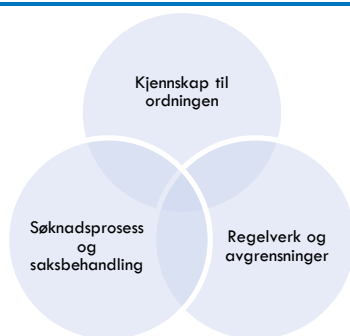 Kjennskap til
ordningen
Søknadsprosess
og
saksbehandling
Regelverk og
avgrensninger